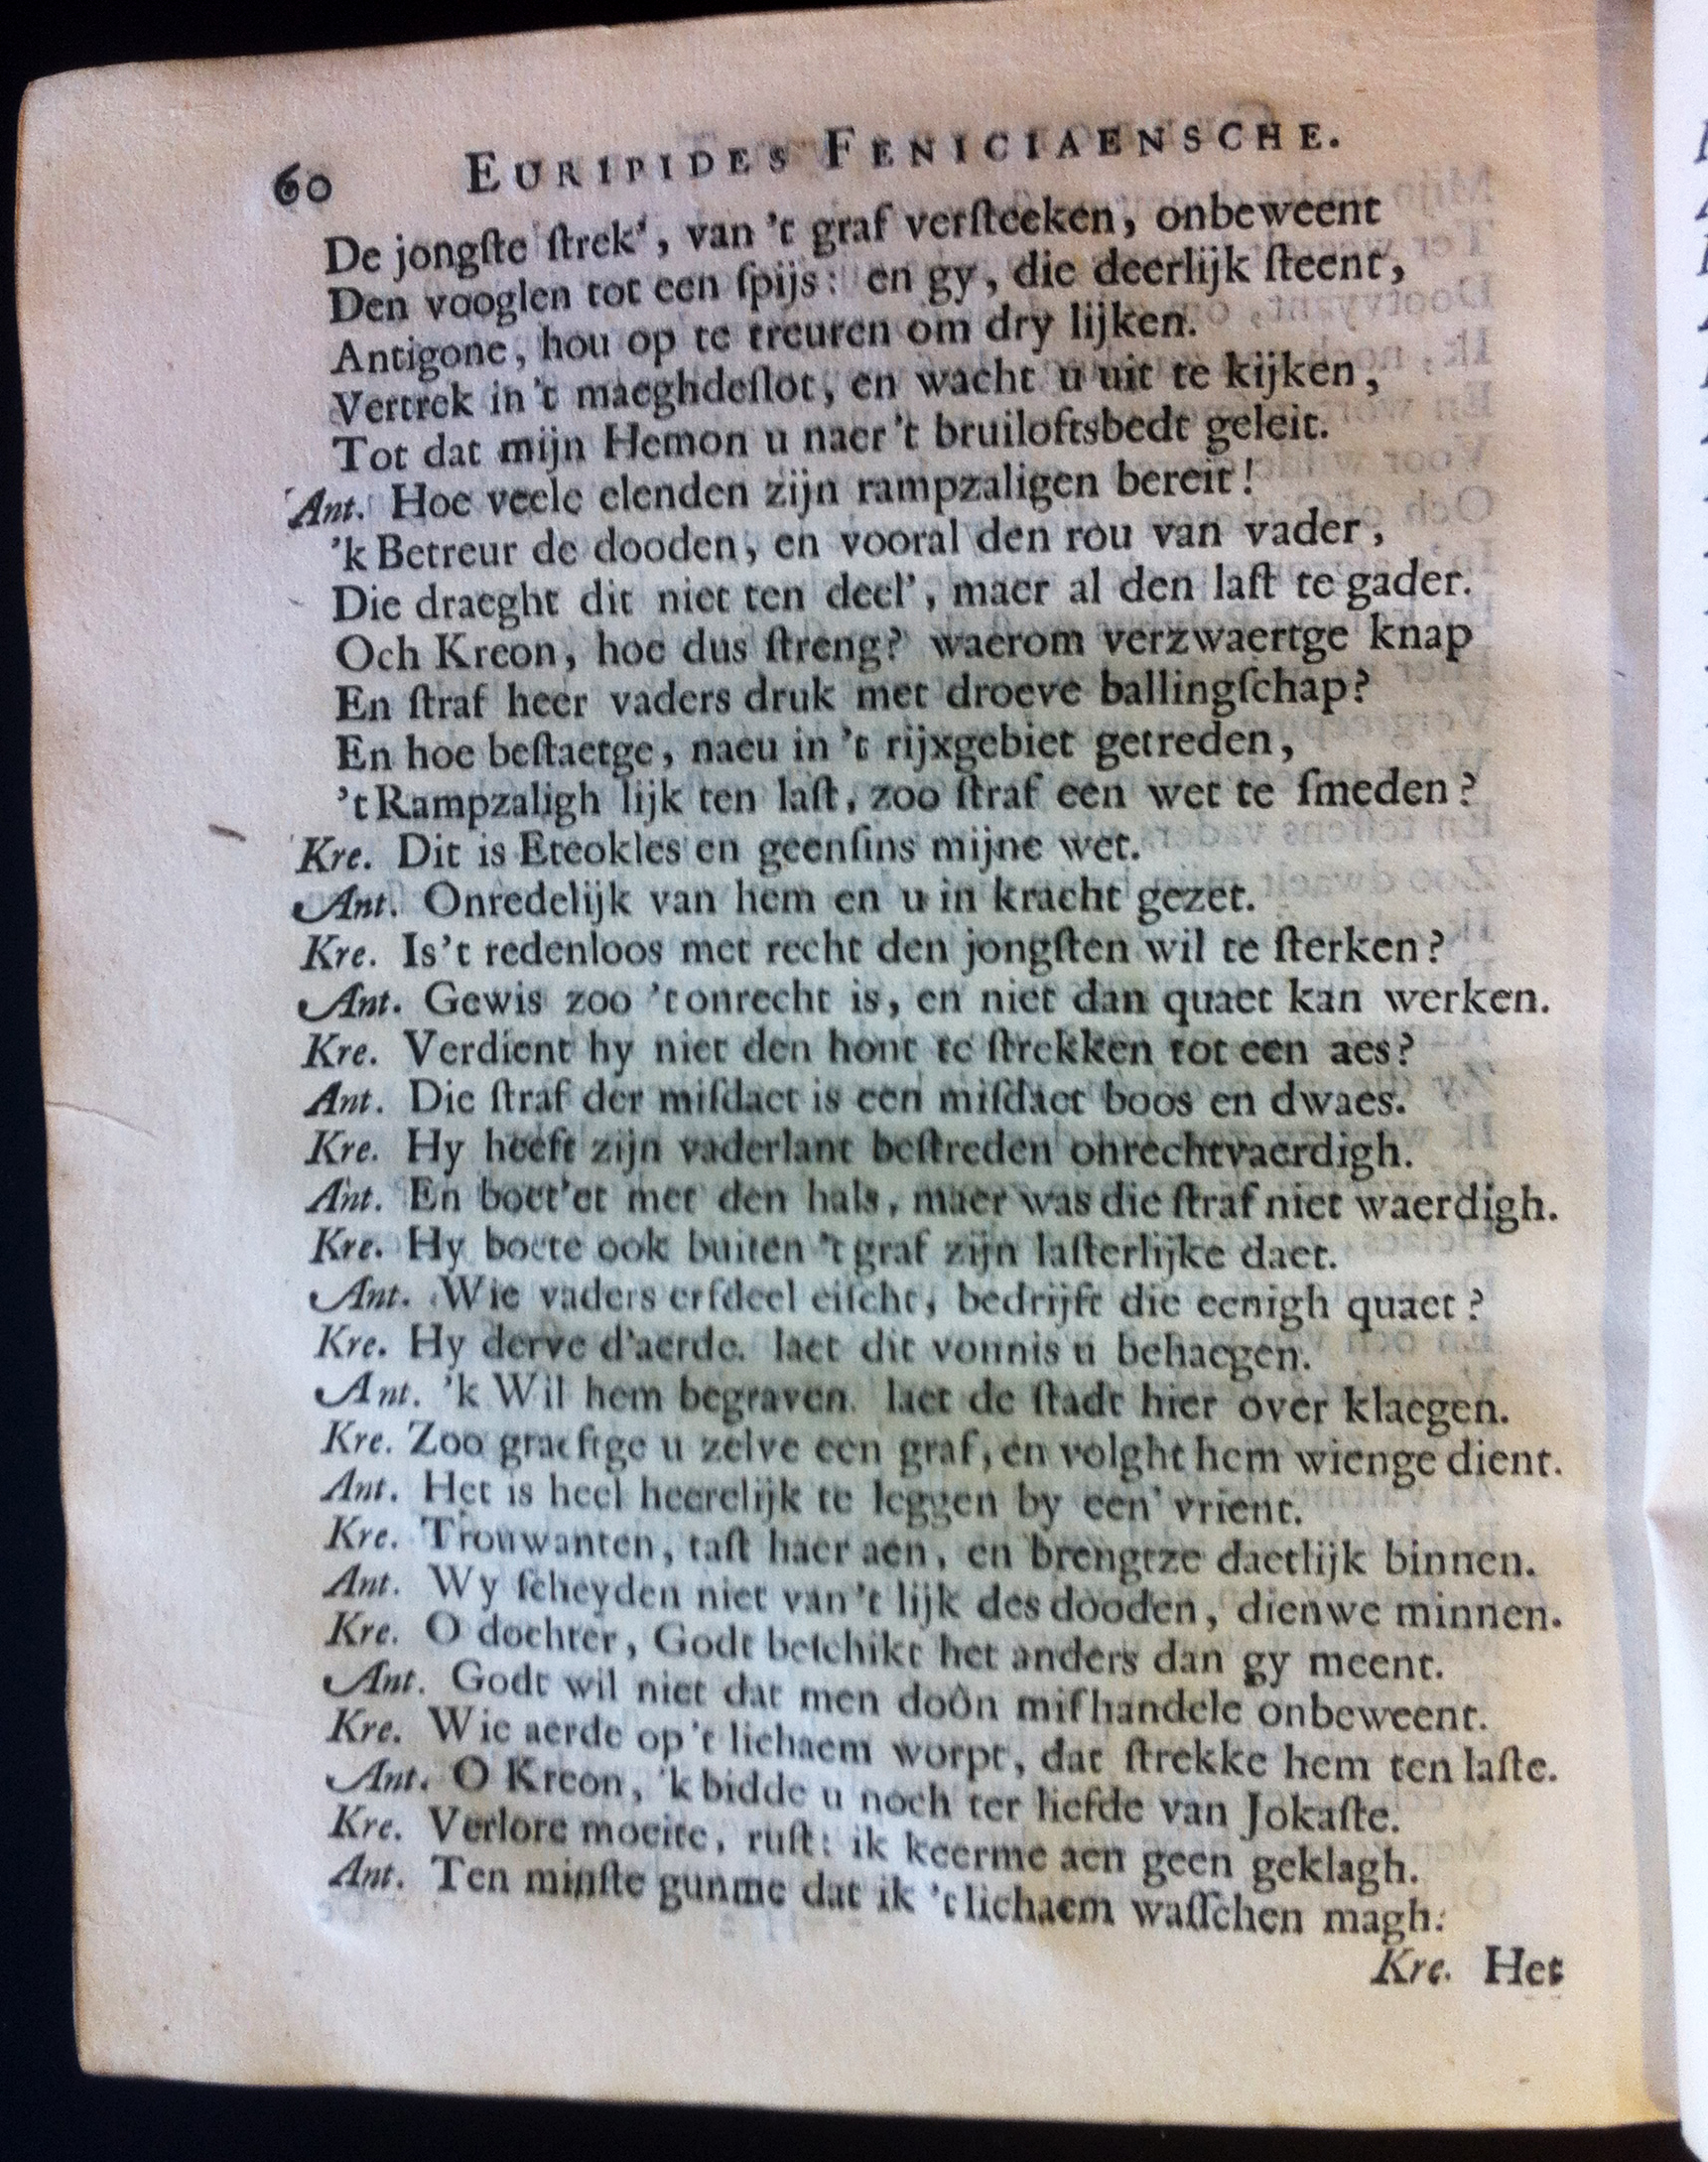 60 EURIPIDES FENICIAENSCHE.
De jongſte ſtrek', van 't graf verſteeken, onbeweent
Den vooglen tot een ſpijs: en gy, die deerlijk ſteent,
Antigone, hou op te treuren om dry lijken.
Vertrek in 't maeghdeſlot, en wacht u uit te kijken,
Tot dat mijn Hemon u naer 't bruiloftsbedt geleit.
Ant. Hoe veele elenden zijn rampzaligen bereit!
'k Betreur de dooden, en vooral den rou van vader,
Die draeght dit niet ten deel', maer al den laſt te gader.
Och Kreon, hoe dus ſtreng? waerom verzwaertge knap
En ſtraf heer vaders druk met droeve ballingſchap?
En hoe beſtaetge, naeu in 't rijxgebiet getreden,
't Rampzaligh lijk ten laſt, zoo ſtraf een wet te ſmeden?
Kre. Dit is Eteokles en geenſins mijne wet.
Ant. Onredelijk van hem en u in kracht gezet.
Kre. Is't redenloos met recht den jongſten wil te ſterken?
Ant. Gewis zoo 't onrecht is, en niet dan quaet kan werken.
Kre. Verdient hy niet den hont te ſtrekken tot een aes?
Ant. Die ſtraf der miſdaet is een miſdaet boos en dwaes.
Kre. Hy heeft zijn vaderlant beſtreden onrechtvaerdigh.
Ant. En boet'et met den hals, maer was die ſtraf niet waerdigh.
Kre. Hy boete ook buiten 't graf zijn laſterlijke daet.
Ant. Wie vaders erfdeel eiſcht, bedrijft die eenigh quaet?
Kre. Hy derve d'aerde. laet dit vonnis u behaegen.
Ant. 'k Wil hem begraven. laet de ſtadt hier over klaegen.
Kre. Zoo graeftge u zelve een graf, en volght hem wienge dient.
Ant. Het is heel heerelijk te leggen by een' vrient.
Kre. Trouwanten, taſt haer aen, en brengtze daetlijk binnen.
Ant. Wy ſcheyden niet van 't lijk des dooden, dienwe minnen.
Kre. O dochter, Godt beſchikt het anders dan gy meent.
Ant. Godt wil niet dat men doôn miſhandele onbeweent.
Kre. Wie aerde op 't lichaem worpt, dat ſtrekke hem ten laſte.
Ant. O Kreon, 'k bidde u noch ter liefde van Jokaſte.
Kre. Verlore moeite, ruſt: ik keerme aen geen geklagh.
Ant. Ten minſte gunme dat ik 't lichaem waſſchen magh.
Kre. Het